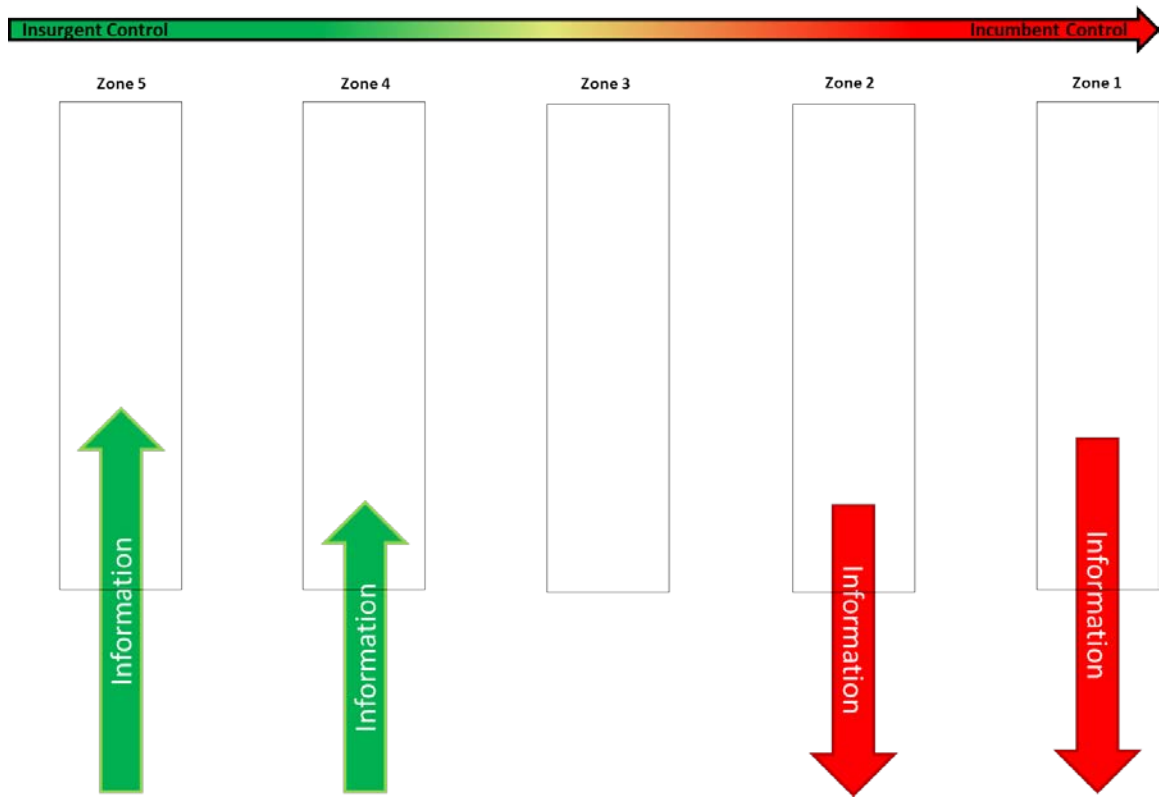 Insurgent Control
Incumbent Control
Zone 5
Zone 4
Zone 3
Zone 2
Zone 1
Information
Information
Information
Information